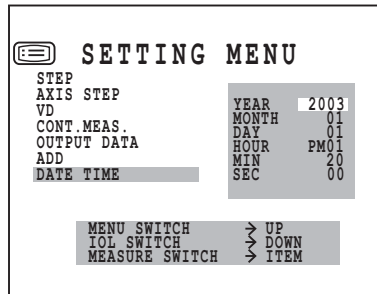 SETTING MENU
STEP
AXIS STEP
VD
CONT.MEAS.
OUTPUT DATA
ADD
DATE TIME
YEAR 2003
MONTH 01
DAY 01
HOUR PM01
MIN 20
SEC 00
MENU SWITCH → UP
IOL SWITCH → DOWN
MEASURE SWITCH → ITEM